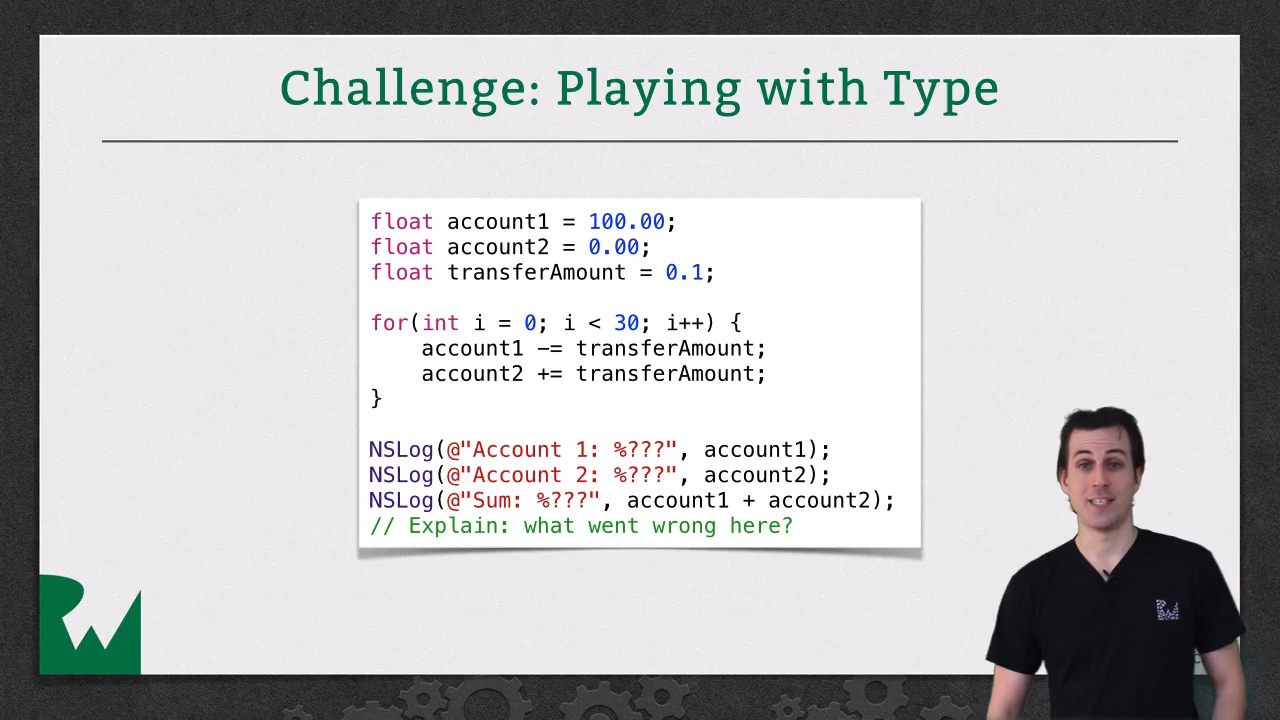 Challenge: Playing with Type
float account1 = 100.00;
float account2 = 0.00;
float transferAmount = 0.1;
for(int i = 0; i < 30; i++) {
account1 -= transferAmount;
account2 += transferAmount;
}
NSLog(@"Account 1: %???", account1);
NSLog(@"Account 2: %???", account2);
NSLog(@"Sum: %???", account1 + account2);
// Explain: what went wrong here?
RW
RW